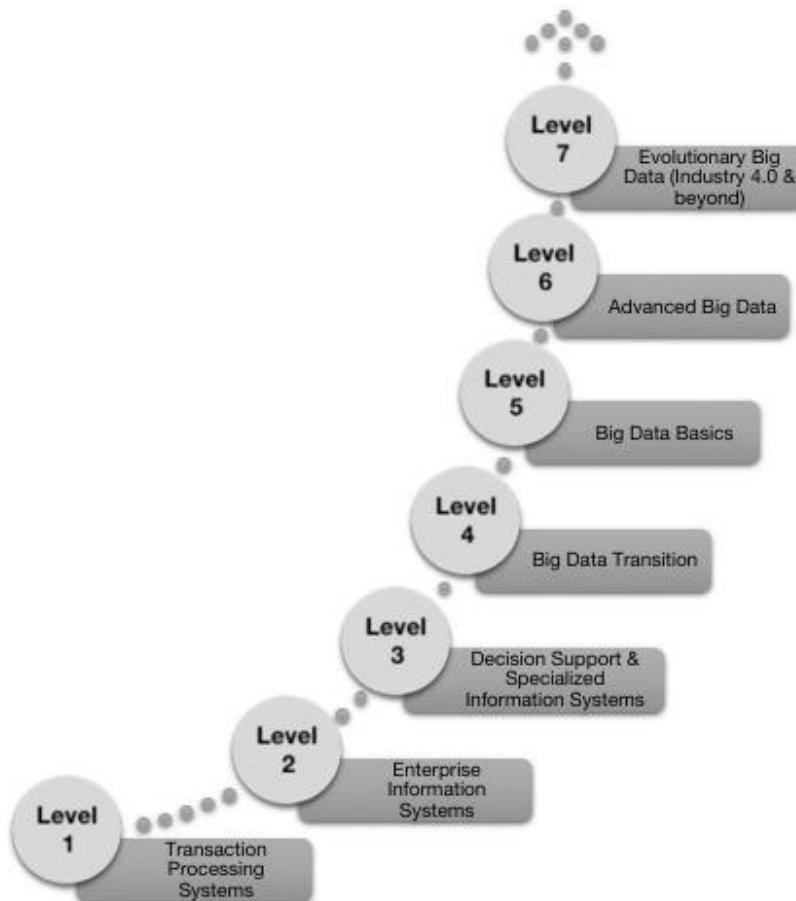 Level
7
Evolutionary Big
Data (Industry 4.0 &
beyond)
Level
6
Advanced Big Data
Level
5
Big Data Basics
Level
4
Big Data Transition
Level
3
Decision Support &
Specialized
Information Systems
Level
2
Enterprise
Information
Systems
Level
1
Transaction
Processing
Systems